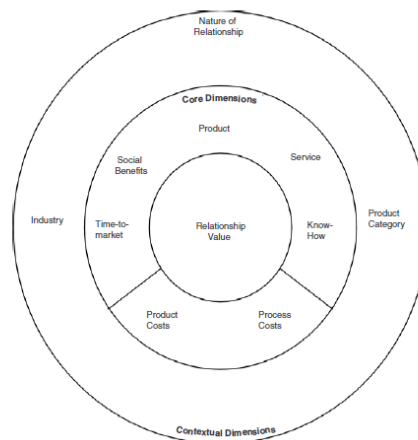 Nature of
Relationship
Core Dimensions
Product
Social
Benefits
Service
Industry
Time-to-
market
Relationship
Value
Know-
How
Product
Category
Product
Costs
Process
Costs
Contextual Dimensions